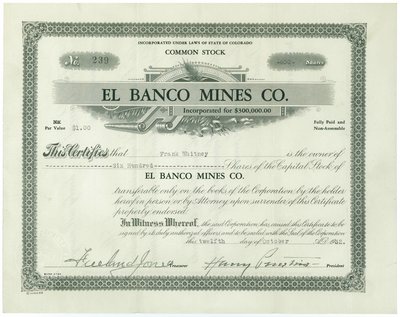 INCORPORATED UNDER LAWS OF STATE OF COLORADO
COMMON STOCK
No. 239 Shares
EL BANCO MINES CO.
Incorporated for $300,000.00
Par Value $1.00
Fully Paid and
Non-Assessable
This Certifies that Frank Whitney is the owner of
Six Hundred Shares of the Capital Stock of
EL BANCO MINES CO.
transferable only on the books of the Corporation by the holder
hereof in person or by Attorney upon surrender of this Certificate
properly endorsed.
In Witness Whereof, the said Corporation has caused this Certificate to be
signed by its duly authorized officers and to be sealed with the Seal of the Corporation
this twelfth day of October
Treasurer
President